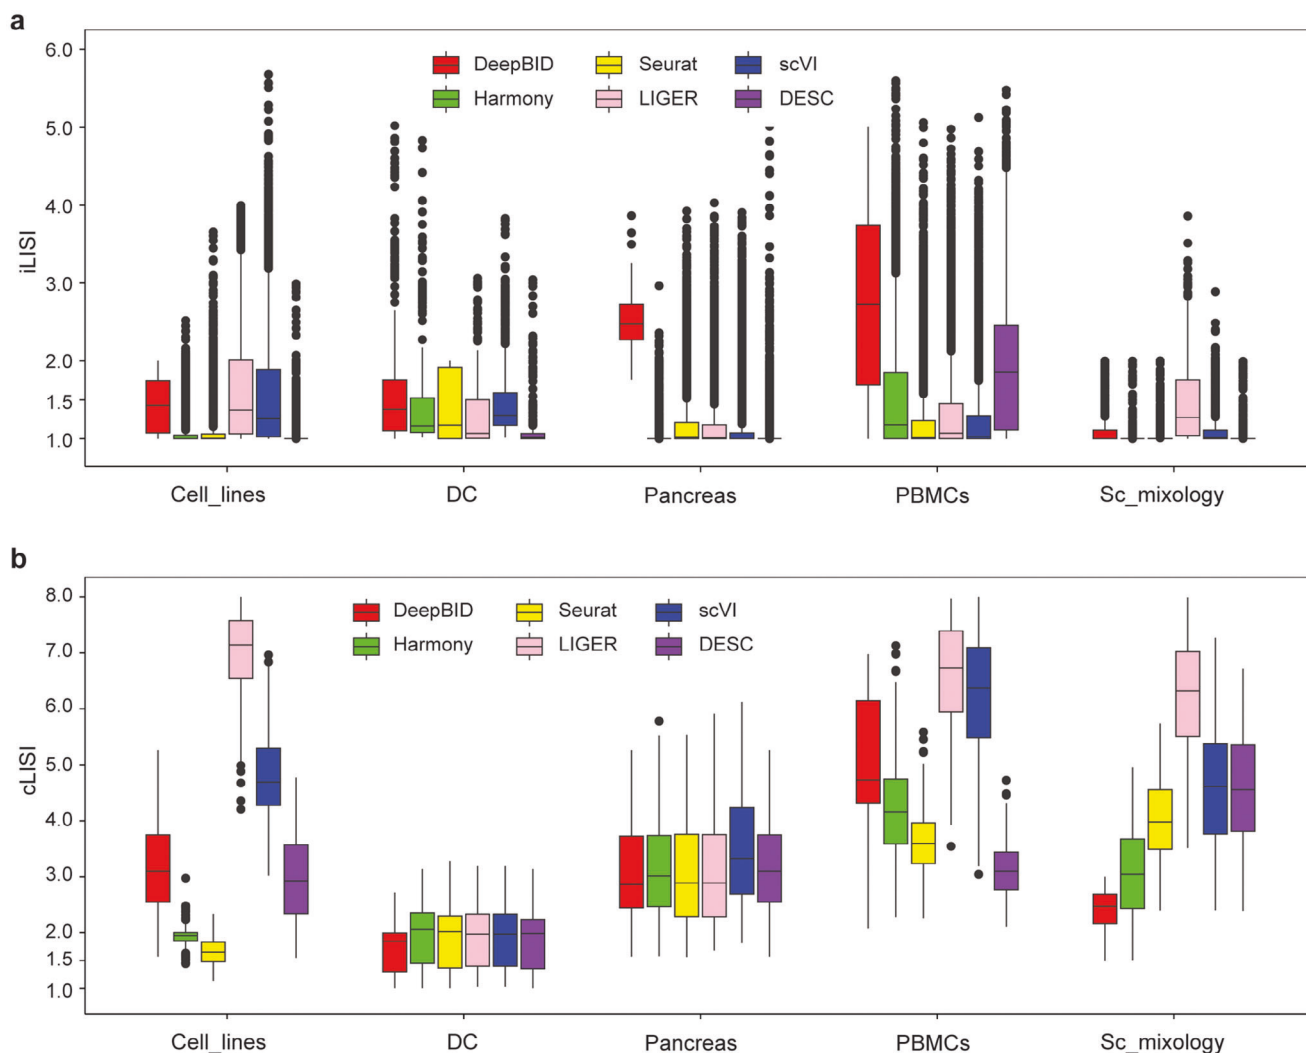 a
6.0
5.0
4.0
3.0
2.0
1.5
1.0
iLISI
DeepBID Seurat scVI
Harmony LIGER DESC
Cell_lines DC Pancreas PBMCs Sc_mixology
b
8.0
7.0
6.0
5.0
4.0
3.0
2.0
1.5
1.0
cLISI
DeepBID Seurat scVI
Harmony LIGER DESC
Cell_lines DC Pancreas PBMCs Sc_mixology